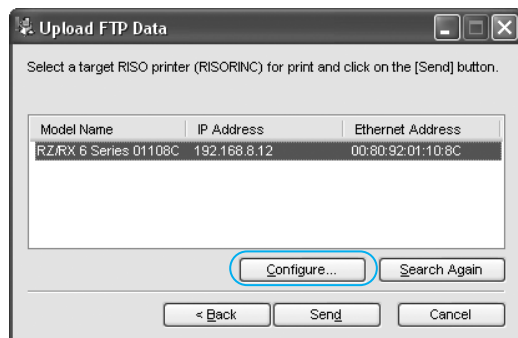 Upload FTP Data
Select a target RISO printer (RISORINC) for print and click on the [Send] button.
Model Name IP Address Ethernet Address
RZ/RX 6 Series 01108C 192.168.8.12 00:80:92:01:10:8C
Configure... Search Again
< Back Send Cancel